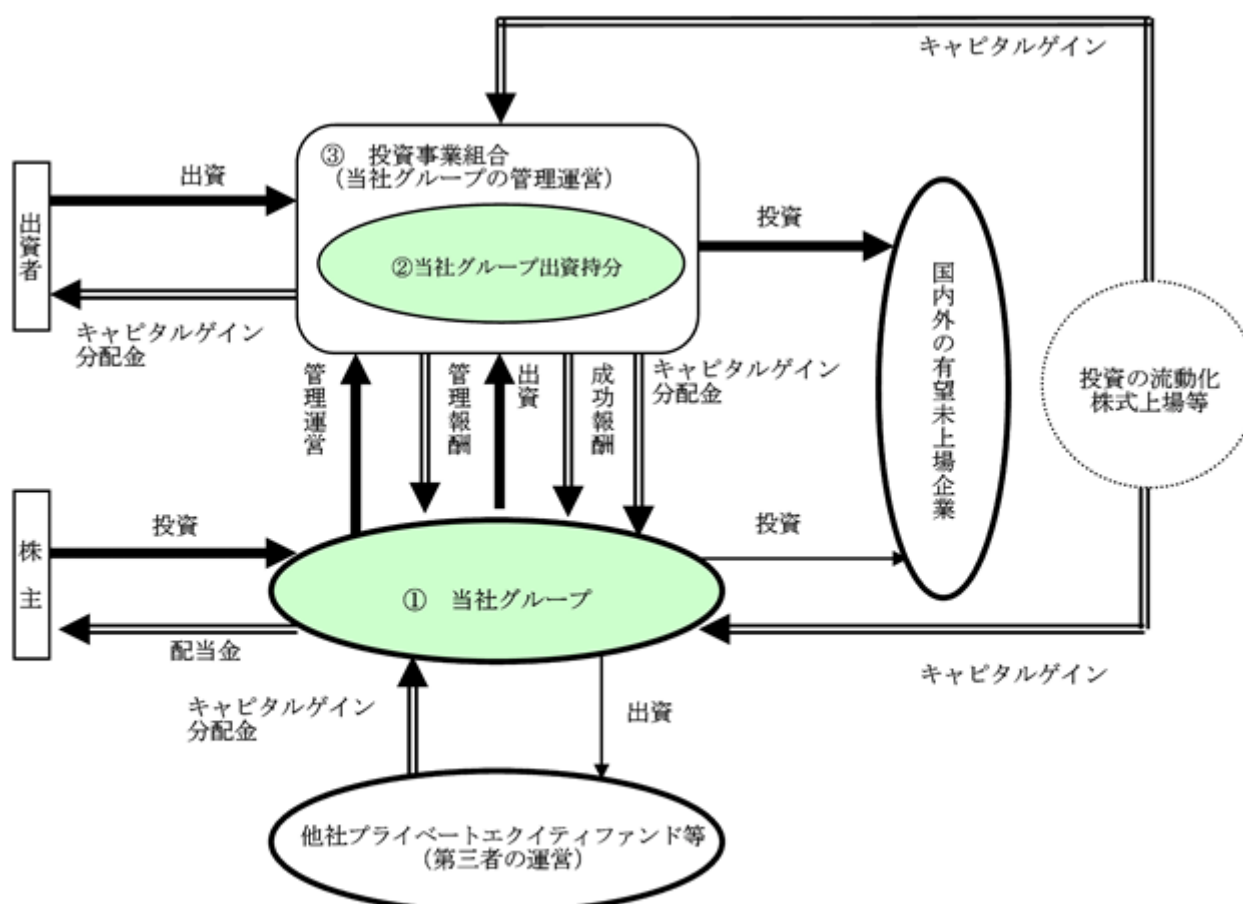 キャピタルゲイン
③ 投資事業組合
（当社グループの管理運営）
出資
出資者
②当社グループ出資持分
投資
キャピタルゲイン
分配金
国内外の有望未上場企業
投資の流動化
株式上場等
管理運営
管理報酬
出資
成功報酬
キャピタルゲイン
分配金
株主
投資
投資
① 当社グループ
配当金
キャピタルゲイン
キャピタルゲイン
分配金
出資
他社プライベートエクイティファンド等
（第三者の運営）